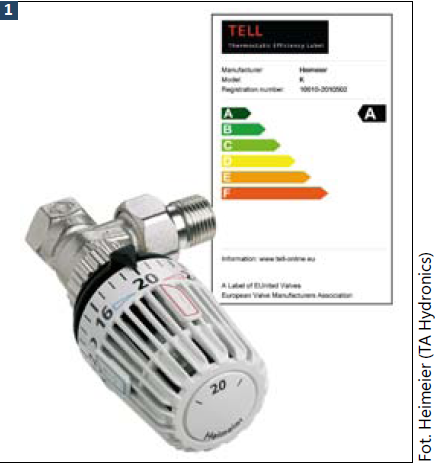 1
TELL
Thermostatic Efficiency Label
Manufacturer: Heimeier
Model: K
Registration number: 10010-2010502
A
A
B
C
D
E
F
Information: www.tell-online.eu
A Label of EUnited Valves
European Valve Manufacturers Association
16
20
20
Heimeier
Fot. Heimeier (TA Hydronics)